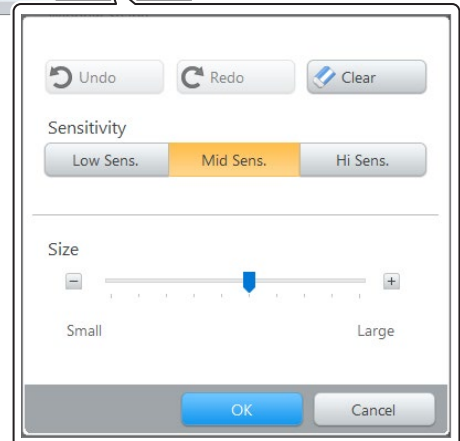 Undo Redo Clear
Sensitivity
Low Sens. Mid Sens. Hi Sens.
Size
Small Large
OK Cancel